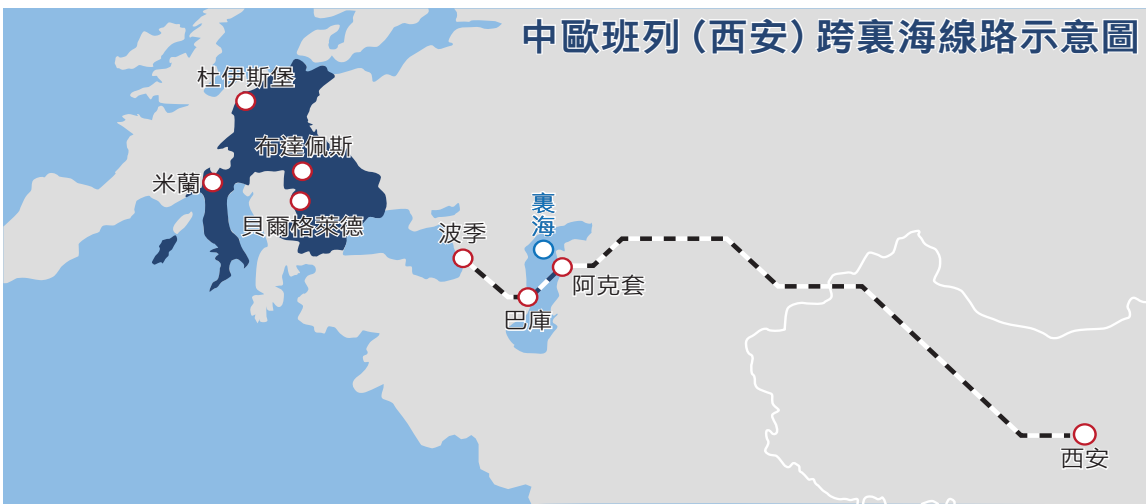 中歐班列（西安）跨裏海線路示意圖
杜伊斯堡
布達佩斯
米蘭
貝爾格萊德
波季
裏海
阿克套
巴庫
西安